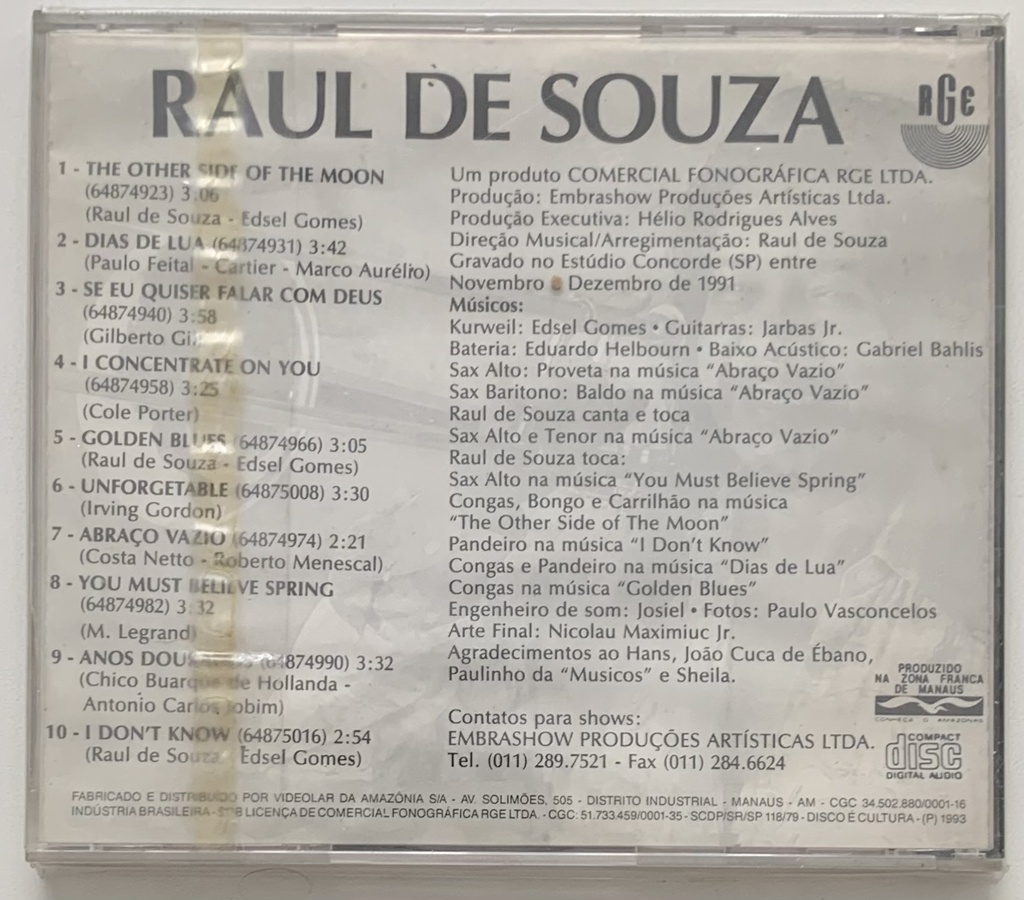 RAUL DE SOUZA
RGE
1 - THE OTHER SIDE OF THE MOON
(64874923) 3:06
(Raul de Souza - Edsel Gomes)
2 - DIAS DE LUA (64874931) 3:42
(Paulo Feital - Cartier - Marco Aurélio)
3 - SE EU QUISER FALAR COM DEUS
(64874940) 3:58
(Gilberto Gil)
4 - I CONCENTRATE ON YOU
(64874958) 3:25
(Cole Porter)
5 - GOLDEN BLUES (64874966) 3:05
(Raul de Souza - Edsel Gomes)
6 - UNFORGETABLE (64875008) 3:30
(Irving Gordon)
7 - ABRAÇO VAZIO (64874974) 2:21
(Costa Netto - Roberto Menescal)
8 - YOU MUST BELIEVE SPRING
(64874982) 3:32
(M. Legrand)
9 - ANOS DOURADOS (64874990) 3:32
(Chico Buarque de Hollanda -
Antonio Carlos Jobim)
10 - I DON'T KNOW (64875016) 2:54
(Raul de Souza - Edsel Gomes)
Um produto COMERCIAL FONOGRÁFICA RGE LTDA.
Produção: Embrashow Produções Artísticas Ltda.
Produção Executiva: Hélio Rodrigues Alves
Direção Musical/Arregimentação: Raul de Souza
Gravado no Estúdio Concorde (SP) entre
Novembro e Dezembro de 1991
Músicos:
Kurweil: Edsel Gomes • Guitarras: Jarbas Jr.
Bateria: Eduardo Helbourn • Baixo Acústico: Gabriel Bahlis
Sax Alto: Proveta na música "Abraço Vazio"
Sax Baritono: Baldo na música "Abraço Vazio"
Raul de Souza canta e toca
Sax Alto e Tenor na música "Abraço Vazio"
Raul de Souza toca:
Sax Alto na música "You Must Believe Spring"
Congas, Bongo e Carrilhão na música
"The Other Side of The Moon"
Pandeiro na música "I Don't Know"
Congas e Pandeiro na música "Dias de Lua"
Congas na música "Golden Blues"
Engenheiro de som: Josiel • Fotos: Paulo Vasconcelos
Arte Final: Nicolau Maximiuc Jr.
Agradecimentos ao Hans, João Cuca de Ébano,
Paulinho da "Musicos" e Sheila.
Contatos para shows:
EMBRASHOW PRODUÇÕES ARTÍSTICAS LTDA.
Tel. (011) 289.7521 - Fax (011) 284.6624
PRODUZIDO
NA ZONA FRANCA
DE MANAUS
CONHEÇA O AMAZONAS
COMPACT
disc
DIGITAL AUDIO
FABRICADO E DISTRIBUIDO POR VIDEOLAR DA AMAZÔNIA S/A - AV. SOLIMÕES, 505 - DISTRITO INDUSTRIAL - MANAUS - AM - CGC 34.502.880/0001-16
INDÚSTRIA BRASILEIRA - SOB LICENÇA DE COMERCIAL FONOGRÁFICA RGE LTDA. - CGC: 51.733.459/0001-35 - SCDP/SR/SP 118/79 - DISCO É CULTURA - (P) 1993